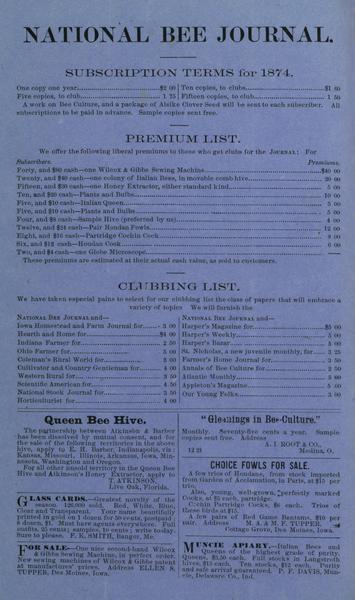 NATIONAL BEE JOURNAL.
SUBSCRIPTION TERMS for 1874.
One copy one year $2 00
Five copies, to club 1 25
Ten copies, to clubs $1 60
Fifteen copies, to club 1 50
A work on Bee Culture, and a package of Alsike Clover Seed will be sent to each subscriber. All
subscriptions to be paid in advance. Sample copies sent free.
PREMIUM LIST.
We offer the following liberal premiums to those who get clubs for the JOURNAL: FOR
Subscribers. Premiums.
Forty, and $80 cash—one Wilcox & Gibbs Sewing Machine $40 00
Twenty, and $40 cash—one colony of Italian Bees, in movable comb hive 20 00
Fifteen, and $30 cash—one Honey Extractor, either standard kind
Ten, and $20 cash—Plants and Bulbs 10 00
Five, and $10 cash—Italian Queen 5 00
Five, and $10 cash—Plants and Bulbs 5 00
Four, and $8 cash—Sample Hive (preferred by us) 4 00
Twelve, and $24 cash—Pair Houdan Fowls 12 00
Eight, and $16 cash—Partridge Cochin Cock 8 00
Six, and $12 cash—Houdan Cook 6 00
Two, and $4 cash—one Globe Microscope
These premiums are estimated at their actual cash value, as sold to customers.
CLUBBING LIST.
We have taken especial pains to select for our clubbing list the class of papers that will embrace a
variety of topics We will furnish the
NATIONAL BEE JOURNAL and—
Iowa Homestead and Farm Journal for 3 00
Hearth and Home for $4 00
Indiana Farmer for 2 50
Ohio Farmer for 3 00
Coleman's Rural World for 3 00
Cultivator and Country Gentleman for 4 00
Western Rural for 3 50
Scientific American for 4 50
National Stock Journal for 3 50
Horticulturist for 4 00
NATIONAL BEE JOURNAL and—
Harper's Magazine for $5 00
Harper's Weekly for 5 00
Harper's Bazar for 5 00
St. Nicholas, a new juvenile monthly, for 3 25
Farmer's Home Journal for 3 50
Annals of Bee Culture for 2 50
Atlantic Monthly for 5 00
Appleton's Magazine for 5 00
Our Young Folks for 3 00
Queen Bee Hive.
The partnership between Atkinson & Barber
has been dissolved by mutual consent, and for
the sale of the following territories in the above
hive, apply to E. H. Barber, Indianapolis, viz:
Kansas, Missouri, Illinois, Arkansas, Iowa, Minnesota, Washington and Oregon.
For all other unsold territory in the Queen Bee
Hive and Atkinson's Honey Extractor, apply to
T. ATKINSON,
Live Oak, Florida.
GLASS CARDS.—Greatest novelty of the
season. 120,000 sold. Red, White, Blue,
Clear and Transparent. Your name beautifully
printed in gold on one dozen for 50 cents, postpaid;
3 dozen, $1. Must have agents everywhere. Full
outfits, 25 cents; samples, 10 cents; write today.
Sure to please. F. K. SMITH, Bangor, Me.
FOR SALE—One nice second-hand Wilcox
& Gibbs Sewing Machine, in perfect order.
New sewing machines of Wilcox & Gibbs patent
at manufacturers' prices. Address ELLEN S.
TUPPER, Des Moines, Iowa.
"Gleanings in Bee-Culture."
Monthly. Seventy-five cents a year. Sample
copies sent free. Address
A. I. ROOT & CO.,
12 21 Medina, O.
CHOICE FOWLS FOR SALE.
A few trios of Houdans, from stock imported
from Garden of Acclamation, in Paris, at $15 per
trio.
Also, young, well-grown, perfectly marked
Cocks, at $5 each, partridge.
Cochin Partridge Cocks, $6 each. Trios of
these birds at $15.
Black Red Game Bantams, $10 per
pair. Address M. A. & M. F. TUPPER,
Cottage Grove, Des Moines, Iowa.
MUNCIE APIARY.—Italian Bees and
Queens of the highest grade of purity.
Queens, $3.50 each. Full stocks in Langstroth
hives, $15 each. Ten stocks, $12 each. Purity
and safe arrival guaranteed. P. F. DAVIS, Muncie, Delaware Co., Ind.